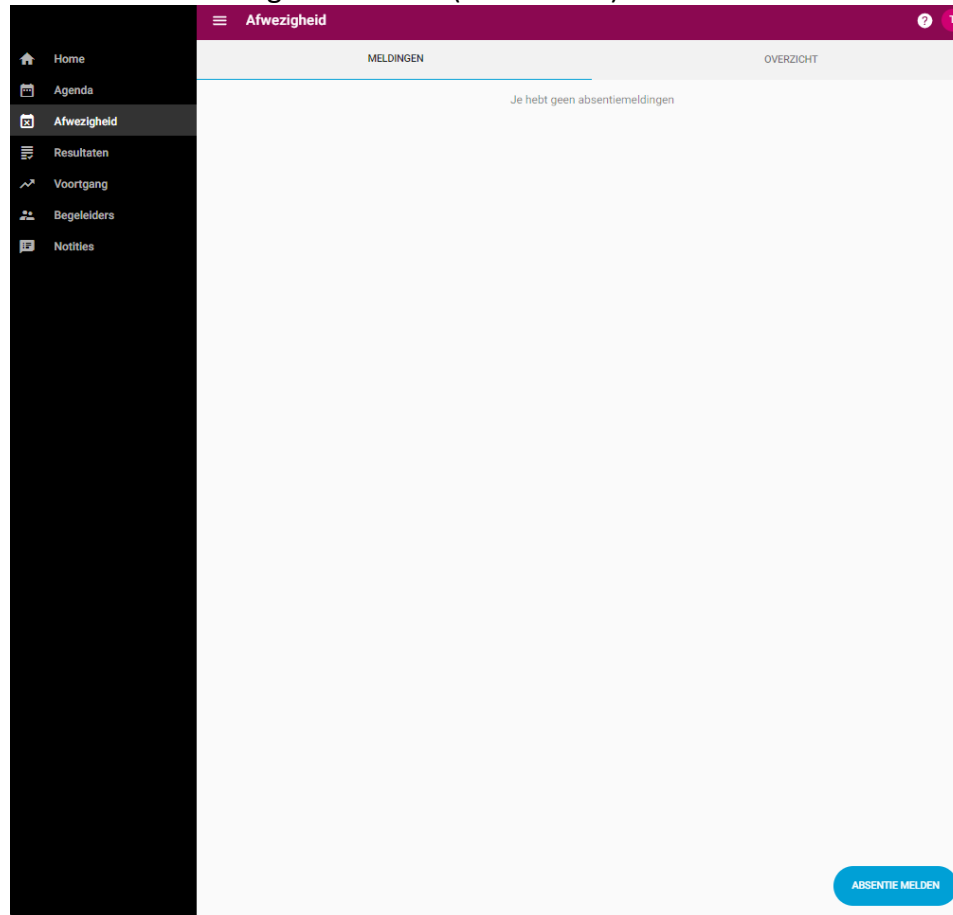 Afwezigheid
Home
Agenda
Afwezigheid
Resultaten
Voortgang
Begeleiders
Notities
MELDINGEN
OVERZICHT
Je hebt geen absentiemeldingen
ABSENTIE MELDEN